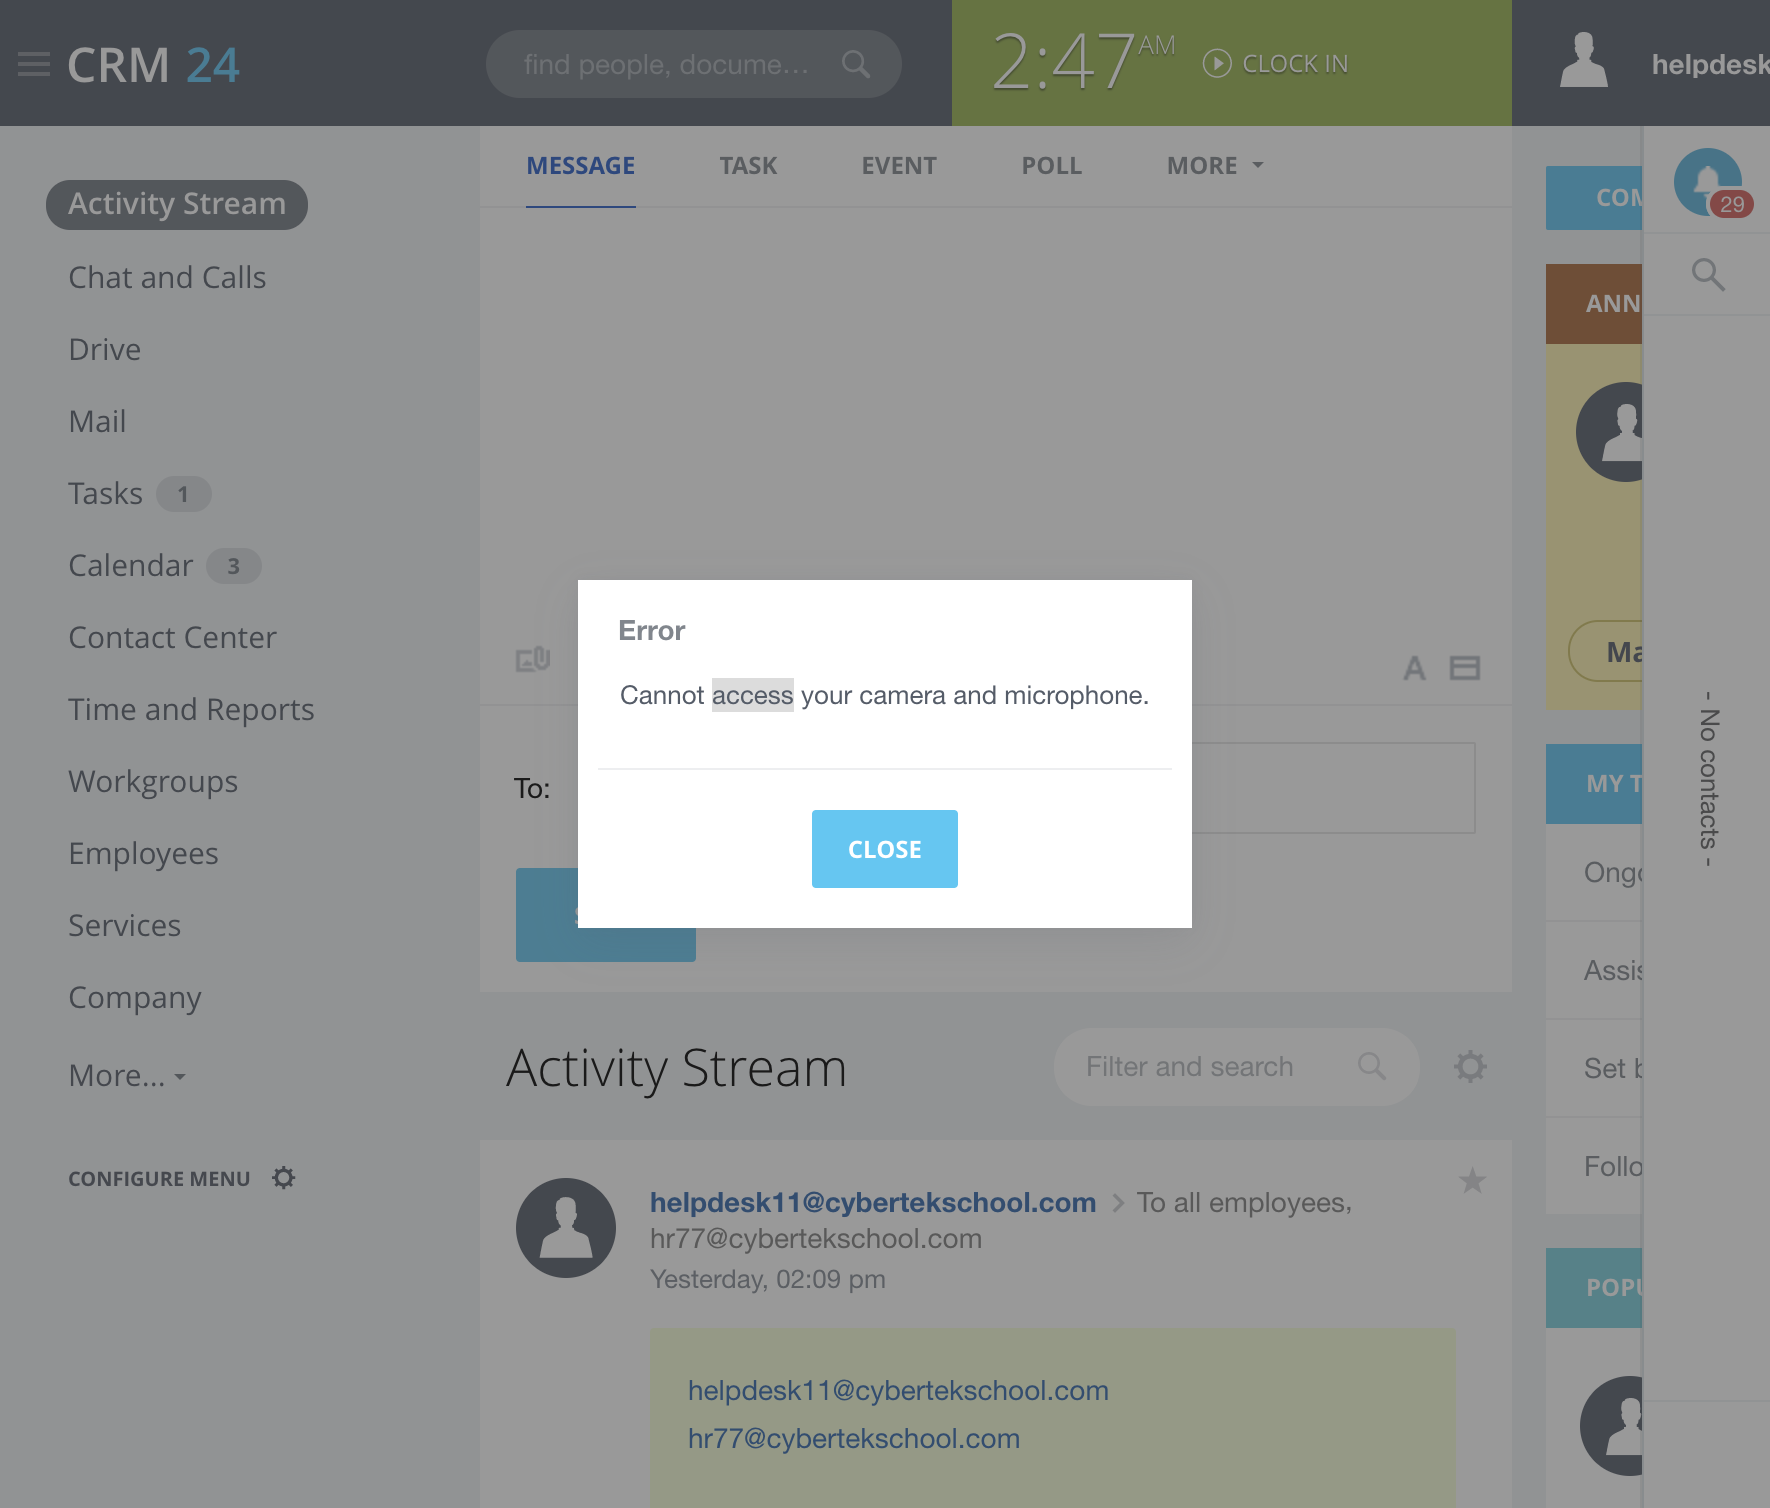 CRM 24
find people, docume...
2:47 AM
CLOCK IN
helpdesk
Activity Stream
Chat and Calls
Drive
Mail
Tasks 1
Calendar 3
Contact Center
Time and Reports
Workgroups
Employees
Services
Company
More...
CONFIGURE MENU
MESSAGE TASK EVENT POLL MORE
Error
Cannot access your camera and microphone.
CLOSE
To:
Activity Stream
Filter and search
helpdesk11@cybertekschool.com > To all employees,
hr77@cybertekschool.com
Yesterday, 02:09 pm
helpdesk11@cybertekschool.com
hr77@cybertekschool.com
COM
ANN
Ma
MY T
Ongo
Assis
Set b
Follo
POPU
29
- No contacts -